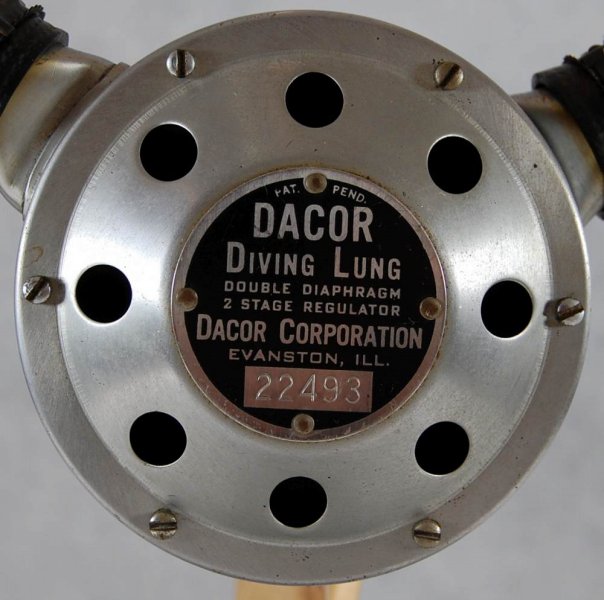 PAT. PEND.
DACOR
DIVING LUNG
DOUBLE DIAPHRAGM
2 STAGE REGULATOR
DACOR CORPORATION
EVANSTON, ILL.
22493